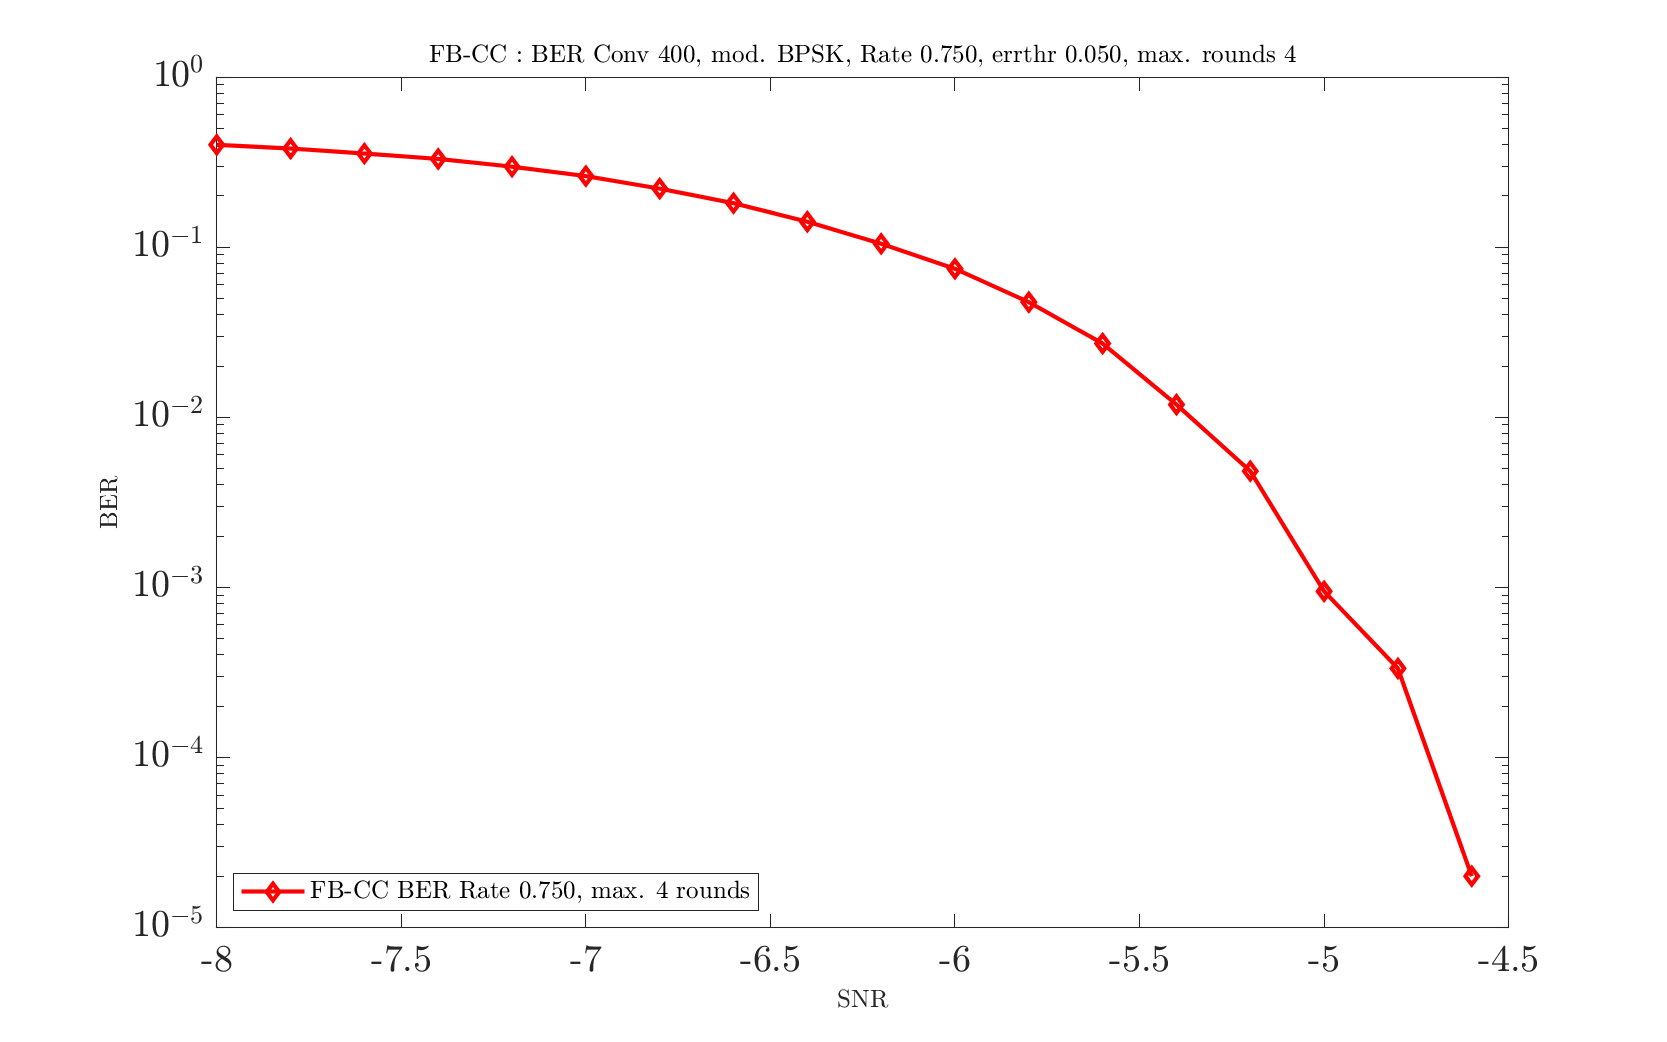 FB-CC : BER Conv 400, mod. BPSK, Rate 0.750, errthr 0.050, max. rounds 4
10^0
10^-1
10^-2
10^-3
10^-4
10^-5
BER
FB-CC BER Rate 0.750, max. 4 rounds
-8 -7.5 -7 -6.5 -6 -5.5 -5 -4.5
SNR